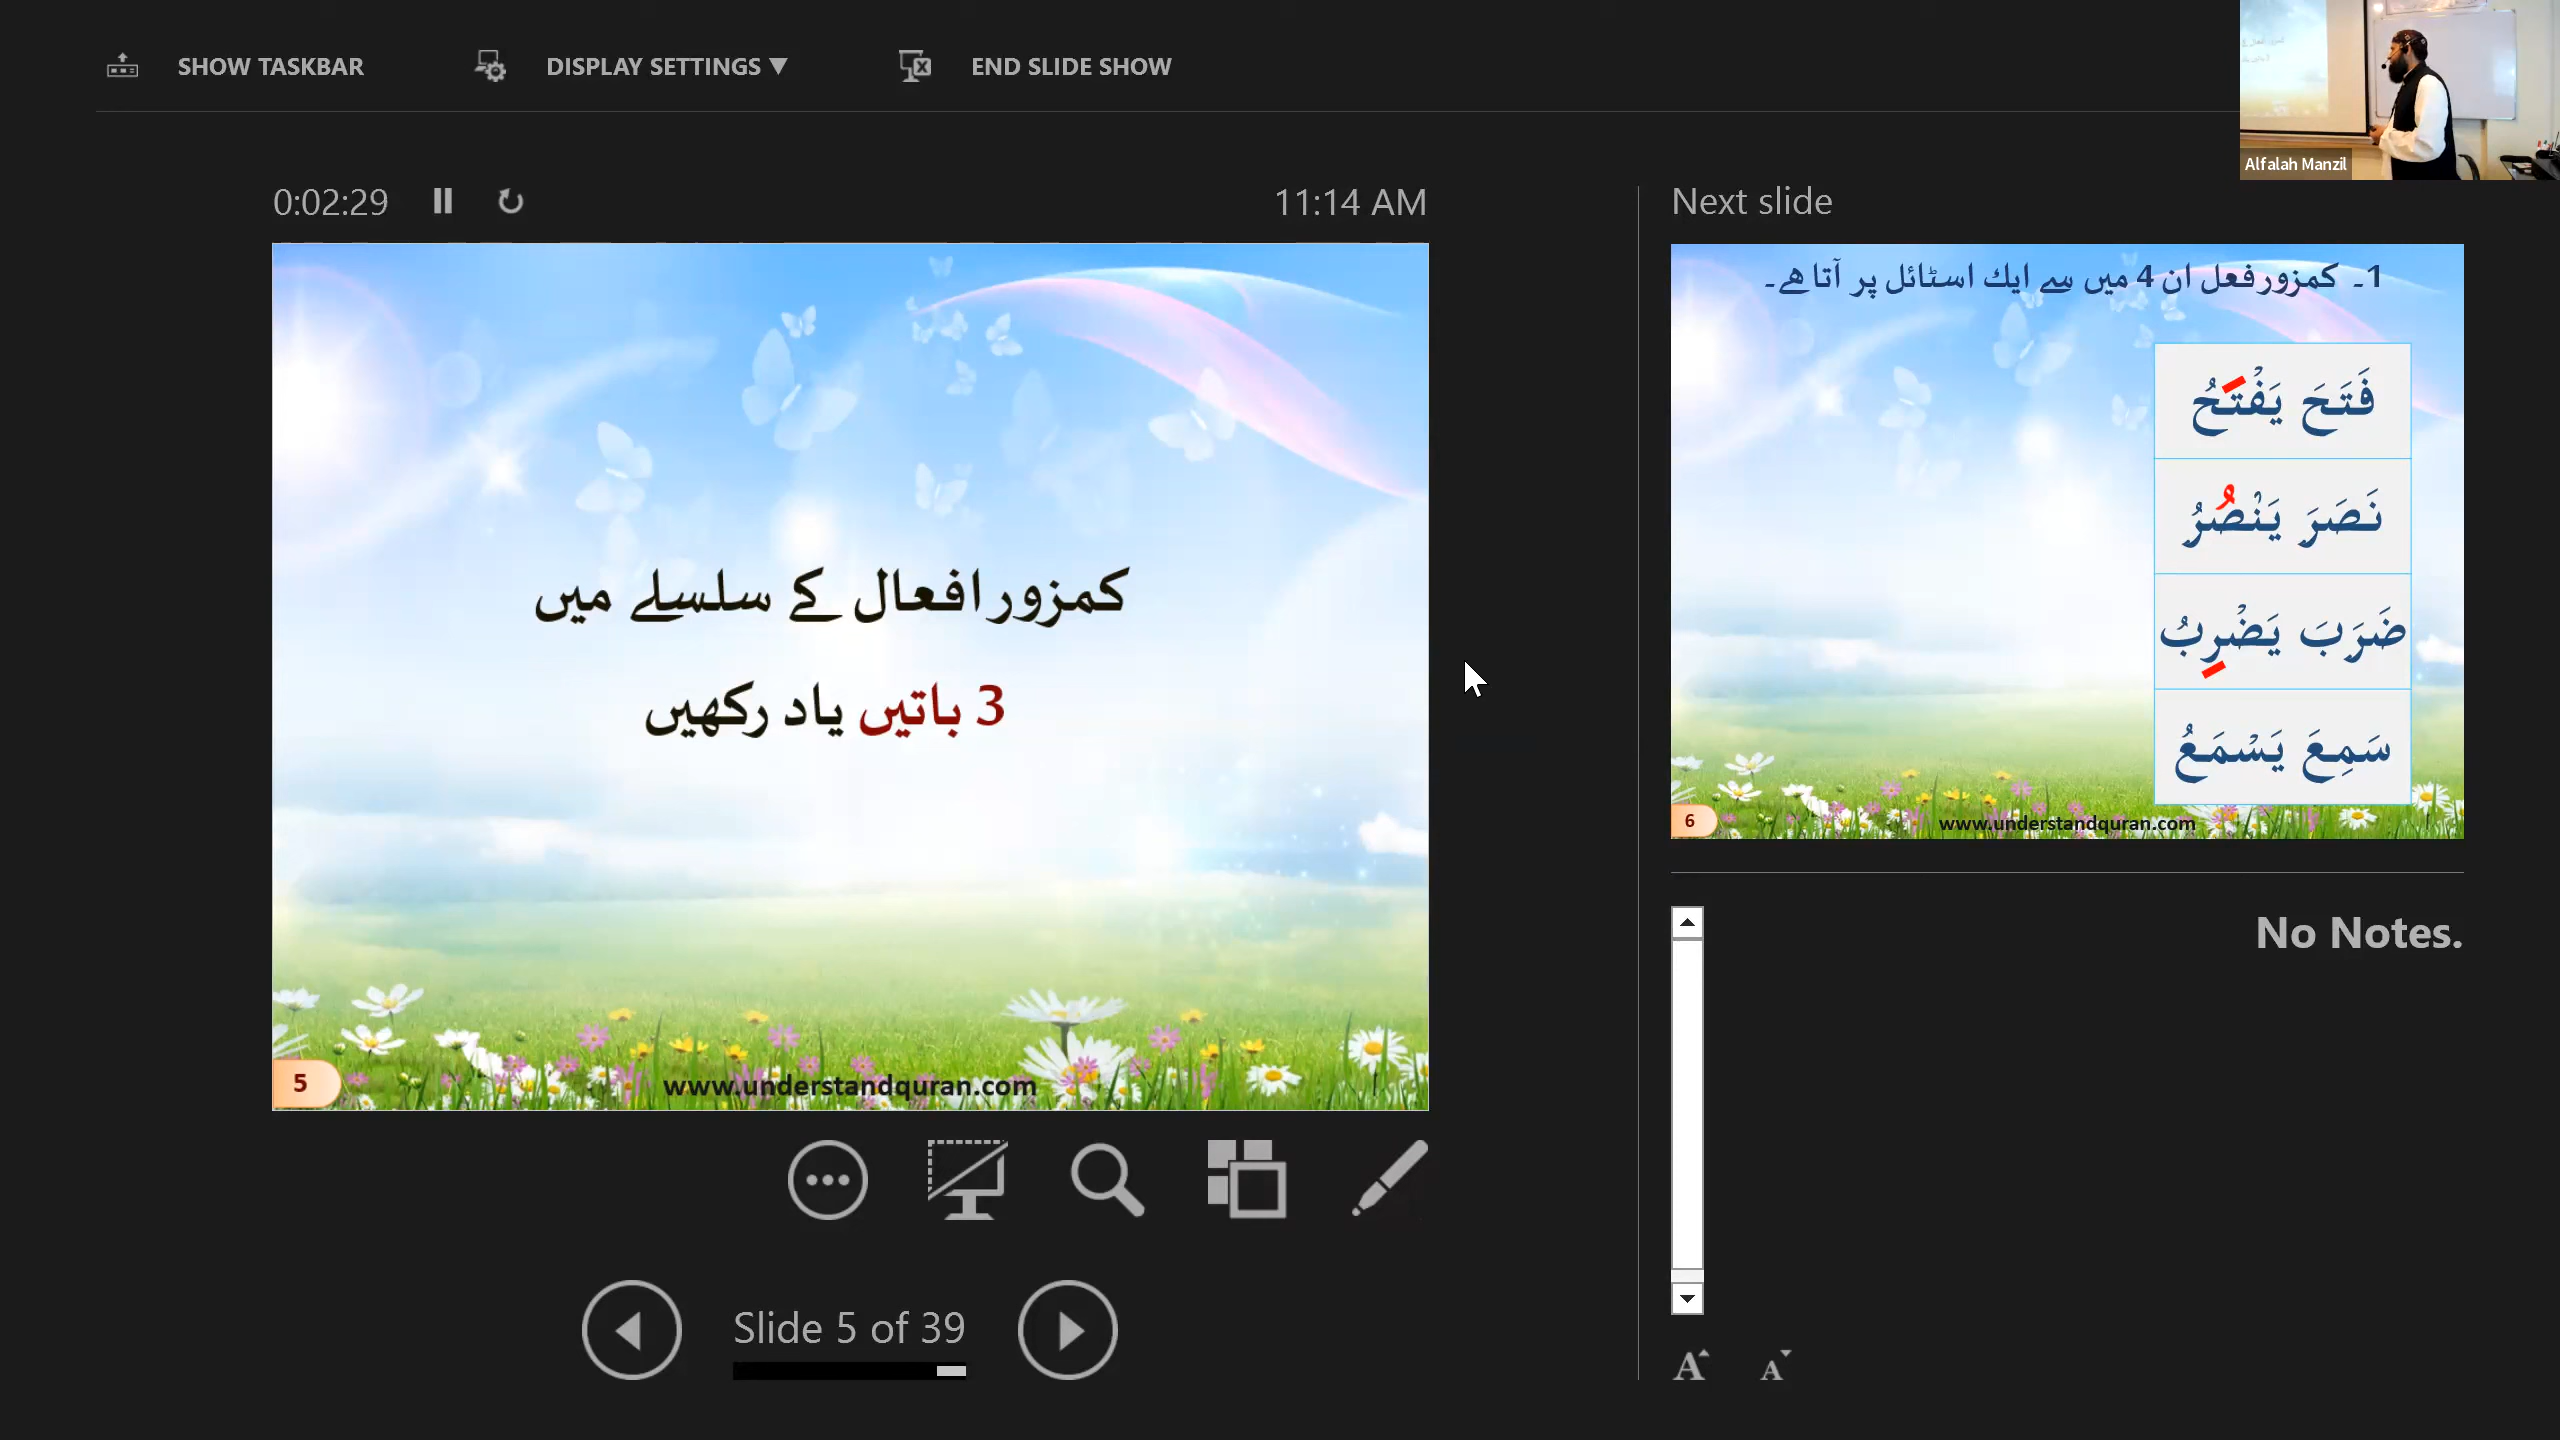 SHOW TASKBAR
DISPLAY SETTINGS ▼
END SLIDE SHOW
Alfalah Manzil
0:02:29
11:14 AM
کمزور افعال کے سلسلے میں
3 باتیں یاد رکھیں
5
www.understandquran.com
Slide 5 of 39
Next slide
1۔ کمزور فعل ان 4 میں سے ایك اسٹائل پر آتا ھے۔
فَتَحَ يَفْتَحُ
نَصَرَ يَنْصُرُ
ضَرَبَ يَضْرِبُ
سَمِعَ يَسْمَعُ
6
www.understandquran.com
No Notes.